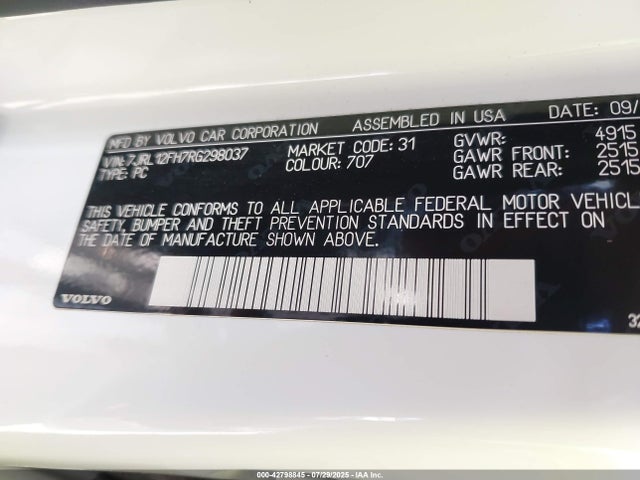 MFD BY VOLVO CAR CORPORATION ASSEMBLED IN USA DATE: 09/
VIN: 7JRL12FH7RG298037 MARKET CODE: 31 GVWR: 4915
TYPE: PC COLOUR: 707 GAWR FRONT: 2515
GAWR REAR: 2515
THIS VEHICLE CONFORMS TO ALL APPLICABLE FEDERAL MOTOR VEHICL
SAFETY, BUMPER AND THEFT PREVENTION STANDARDS IN EFFECT ON
THE DATE OF MANUFACTURE SHOWN ABOVE.
VOLVO
32
000-42798845 - 07/29/2025 - IAA Inc.